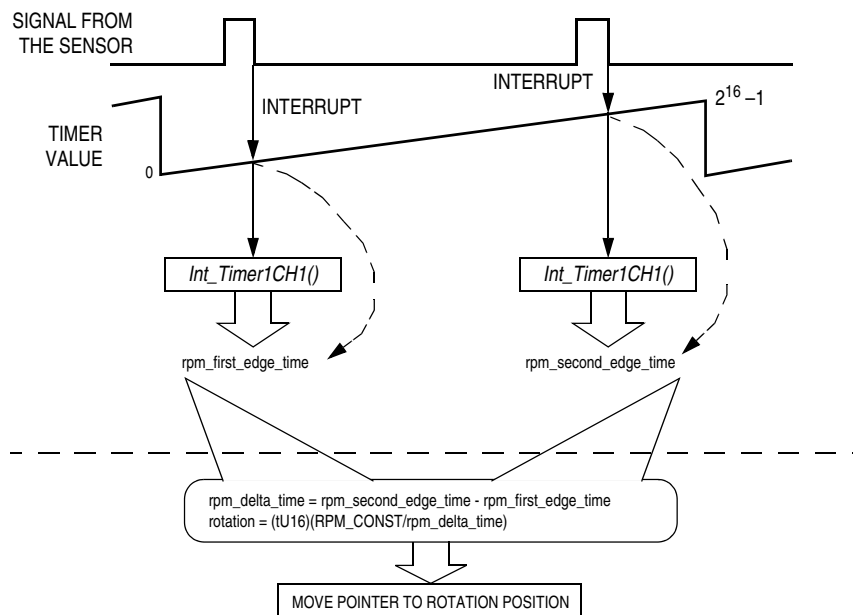 SIGNAL FROM
THE SENSOR
INTERRUPT
INTERRUPT
2^16 –1
TIMER
VALUE
0
Int_Timer1CH1()
Int_Timer1CH1()
rpm_first_edge_time
rpm_second_edge_time
rpm_delta_time = rpm_second_edge_time - rpm_first_edge_time
rotation = (tU16)(RPM_CONST/rpm_delta_time)
MOVE POINTER TO ROTATION POSITION